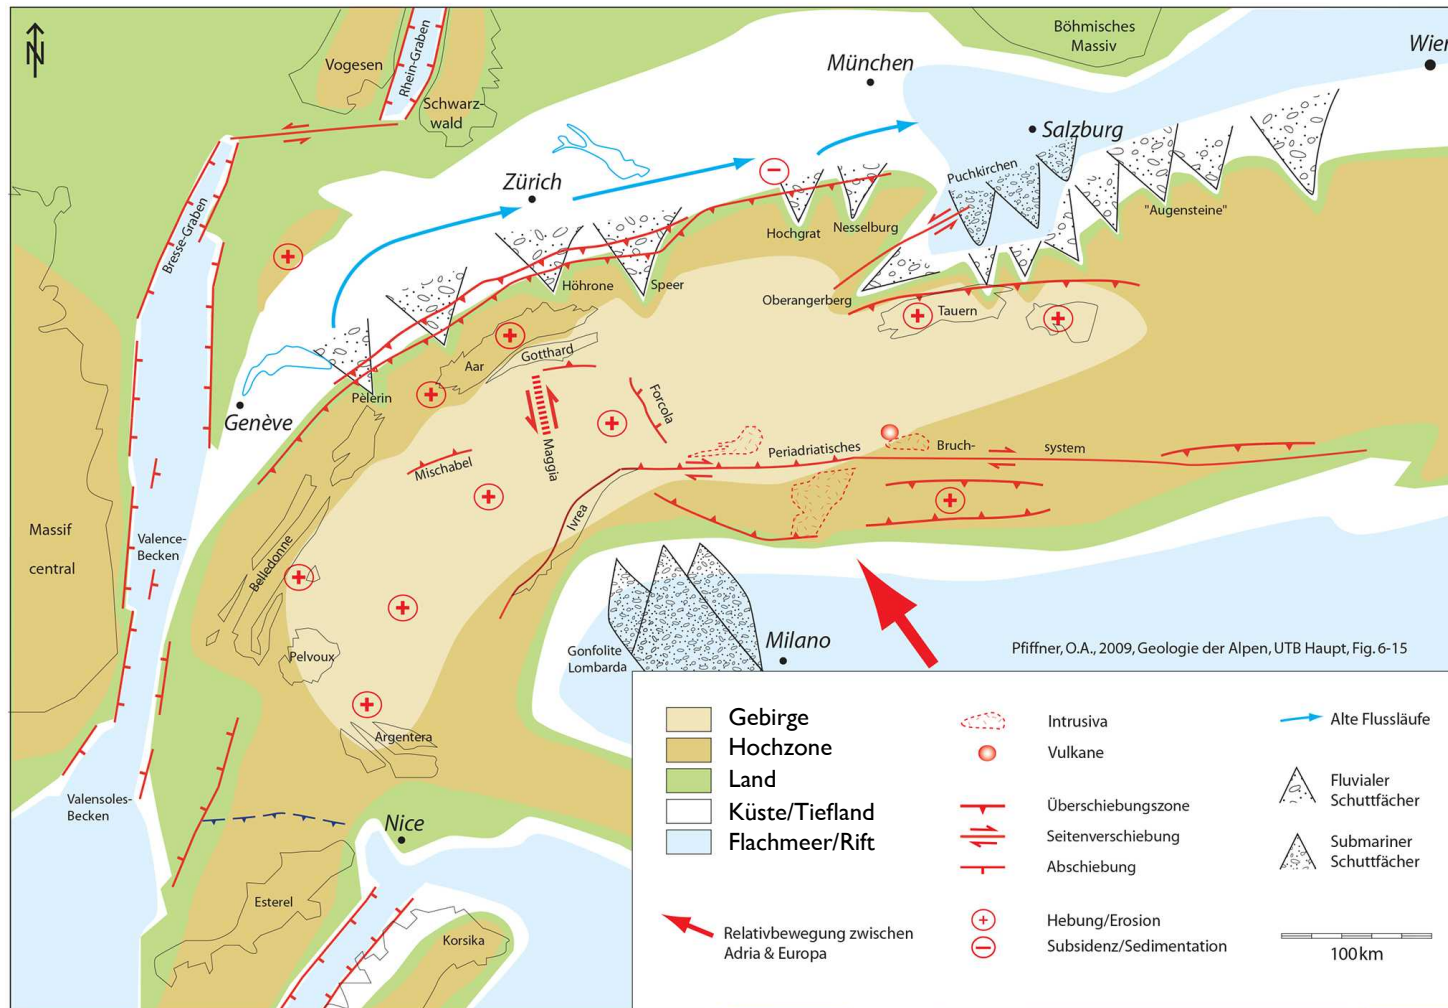 N
Vogesen
Rhein-Graben
Schwarz-
wald
Böhmisches
Massiv
München
Wien
Salzburg
Puchkirchen
Zürich
"Augensteine"
Bresse-Graben
Hochgrat
Nesselburg
Höhrone
Speer
Oberangerberg
Tauern
Gotthard
Aar
Pèlerin
Forcola
Genève
Maggia
Mischabel
Periadriatisches
Bruch-
system
Ivrea
Massif
central
Valence-
Becken
Belledonne
Gonfolite
Lombarda
Milano
Pelvoux
Pfiffner, O.A., 2009, Geologie der Alpen, UTB Haupt, Fig. 6-15
Argentera
Valensoles-
Becken
Nice
Esterel
Korsika
Gebirge
Hochzone
Land
Küste/Tiefland
Flachmeer/Rift
Relativbewegung zwischen
Adria & Europa
Intrusiva
Vulkane
Überschiebungszone
Seitenverschiebung
Abschiebung
Hebung/Erosion
Subsidenz/Sedimentation
Alte Flussläufe
Fluvialer
Schuttfächer
Submariner
Schuttfächer
100 km